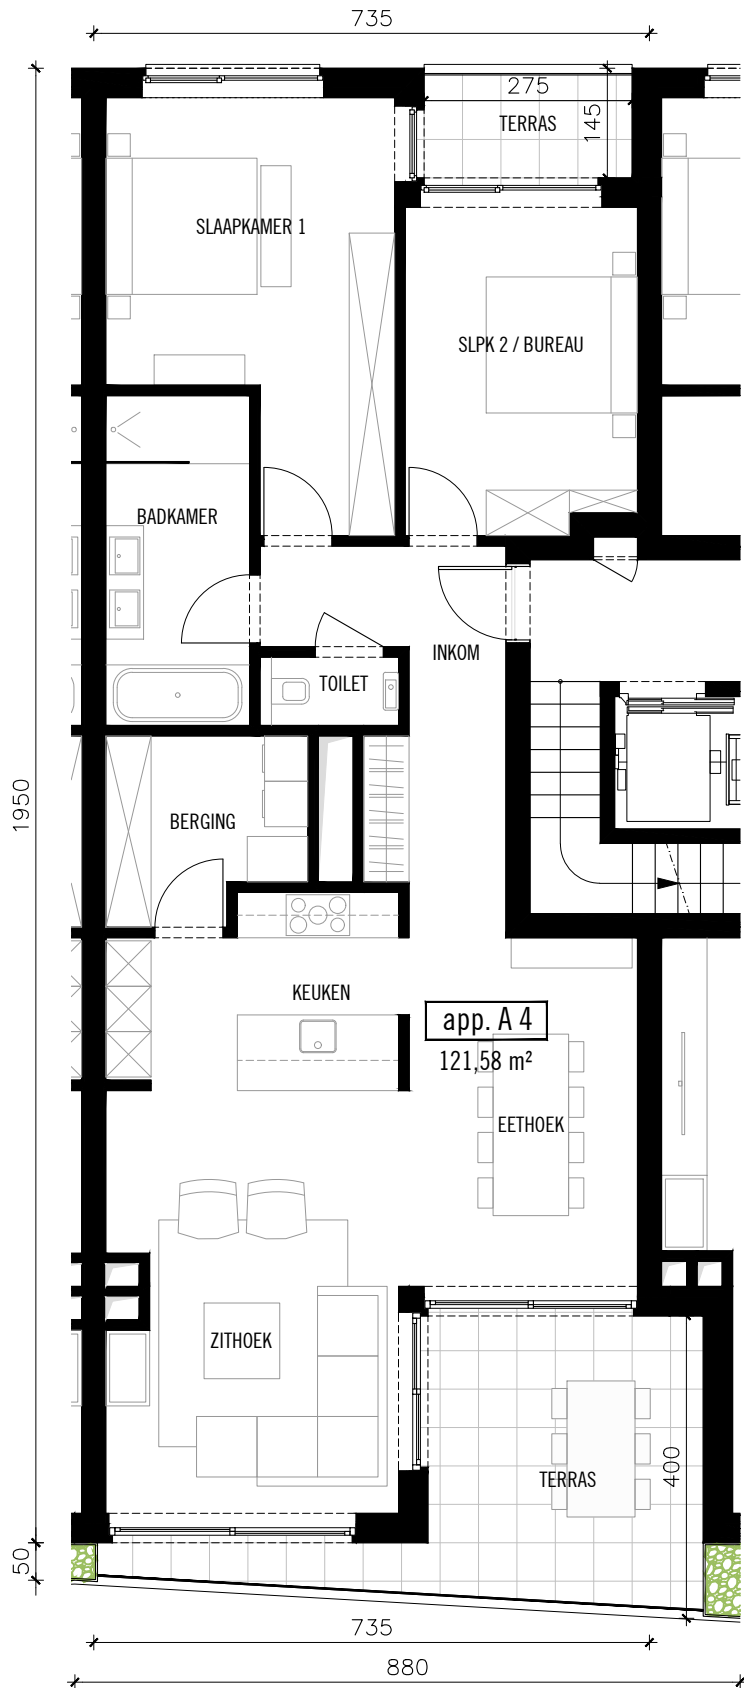 735
275
145
TERRAS
SLAAPKAMER 1
SLPK 2 / BUREAU
BADKAMER
INKOM
TOILET
1950
BERGING
KEUKEN
app. A 4
121,58 m²
EETHOEK
ZITHOEK
400
TERRAS
50
735
880